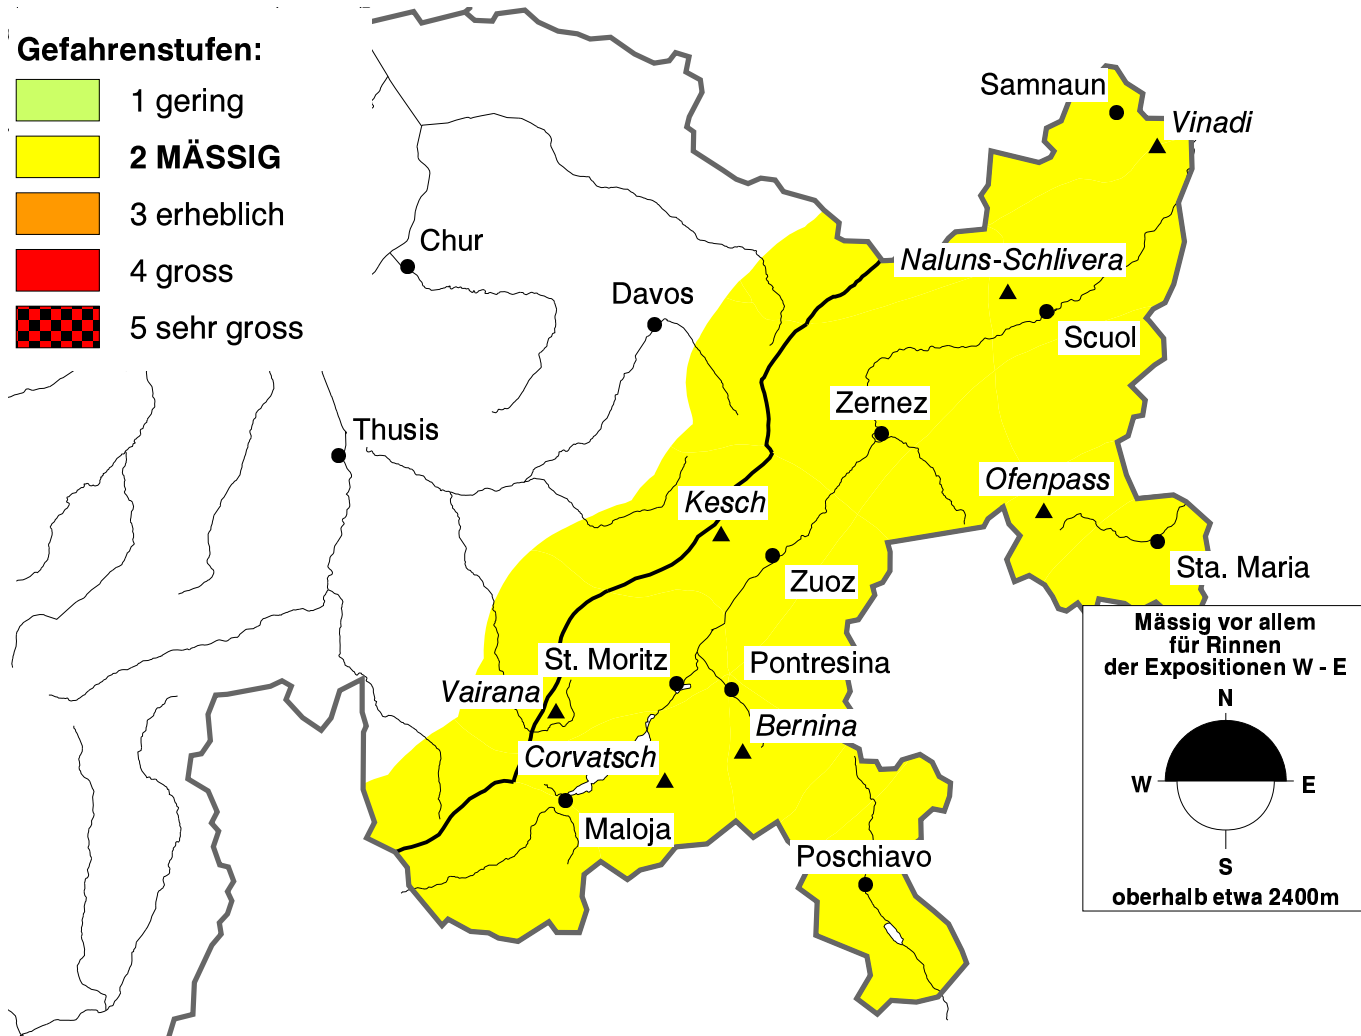 Gefahrenstufen:
1 gering
2 MÄSSIG
3 erheblich
4 gross
5 sehr gross
Samnaun
Vinadi
Chur
Naluns-Schlivera
Davos
Scuol
Zernez
Thusis
Ofenpass
Kesch
Sta. Maria
Zuoz
St. Moritz
Pontresina
Vairana
Bernina
Corvatsch
Maloja
Poschiavo
Mässig vor allem
für Rinnen
der Expositionen W - E
N
W E
S
oberhalb etwa 2400m